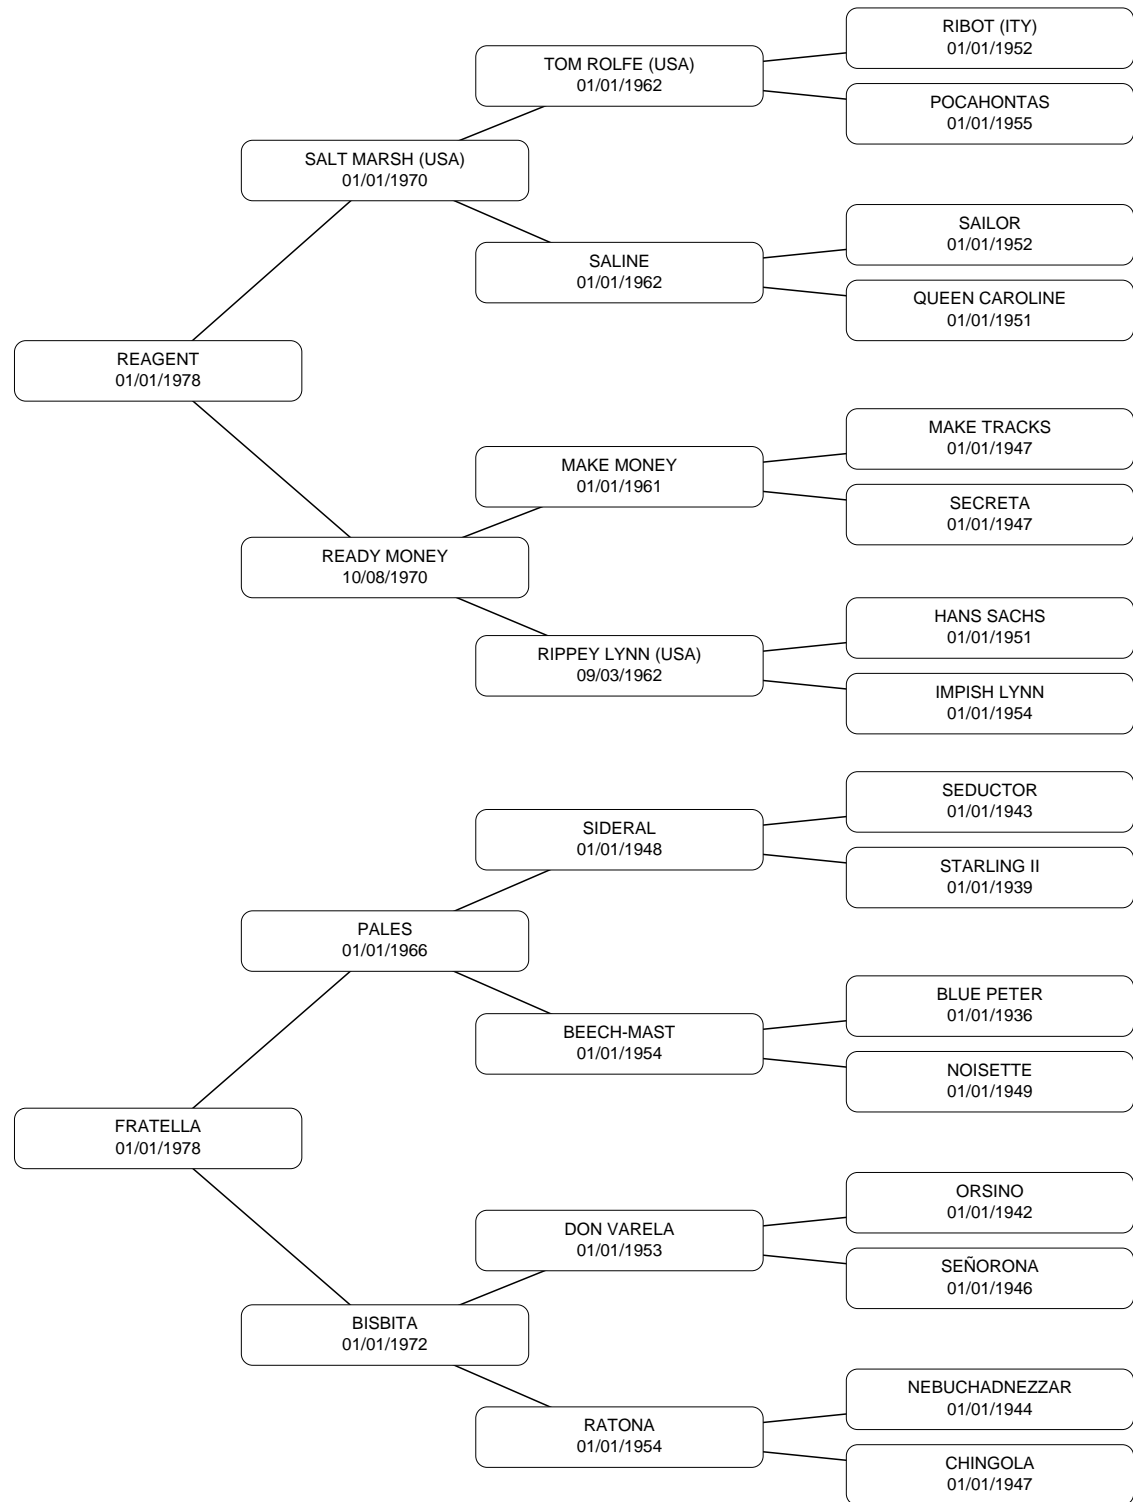 RIBOT (ITY)
01/01/1952
TOM ROLFE (USA)
01/01/1962
POCAHONTAS
01/01/1955
SALT MARSH (USA)
01/01/1970
SAILOR
01/01/1952
SALINE
01/01/1962
QUEEN CAROLINE
01/01/1951
REAGENT
01/01/1978
MAKE TRACKS
01/01/1947
MAKE MONEY
01/01/1961
SECRETA
01/01/1947
READY MONEY
10/08/1970
HANS SACHS
01/01/1951
RIPPEY LYNN (USA)
09/03/1962
IMPISH LYNN
01/01/1954
SEDUCTOR
01/01/1943
SIDERAL
01/01/1948
STARLING II
01/01/1939
PALES
01/01/1966
BLUE PETER
01/01/1936
BEECH-MAST
01/01/1954
NOISETTE
01/01/1949
FRATELLA
01/01/1978
ORSINO
01/01/1942
DON VARELA
01/01/1953
SEÑORONA
01/01/1946
BISBITA
01/01/1972
NEBUCHADNEZZAR
01/01/1944
RATONA
01/01/1954
CHINGOLA
01/01/1947